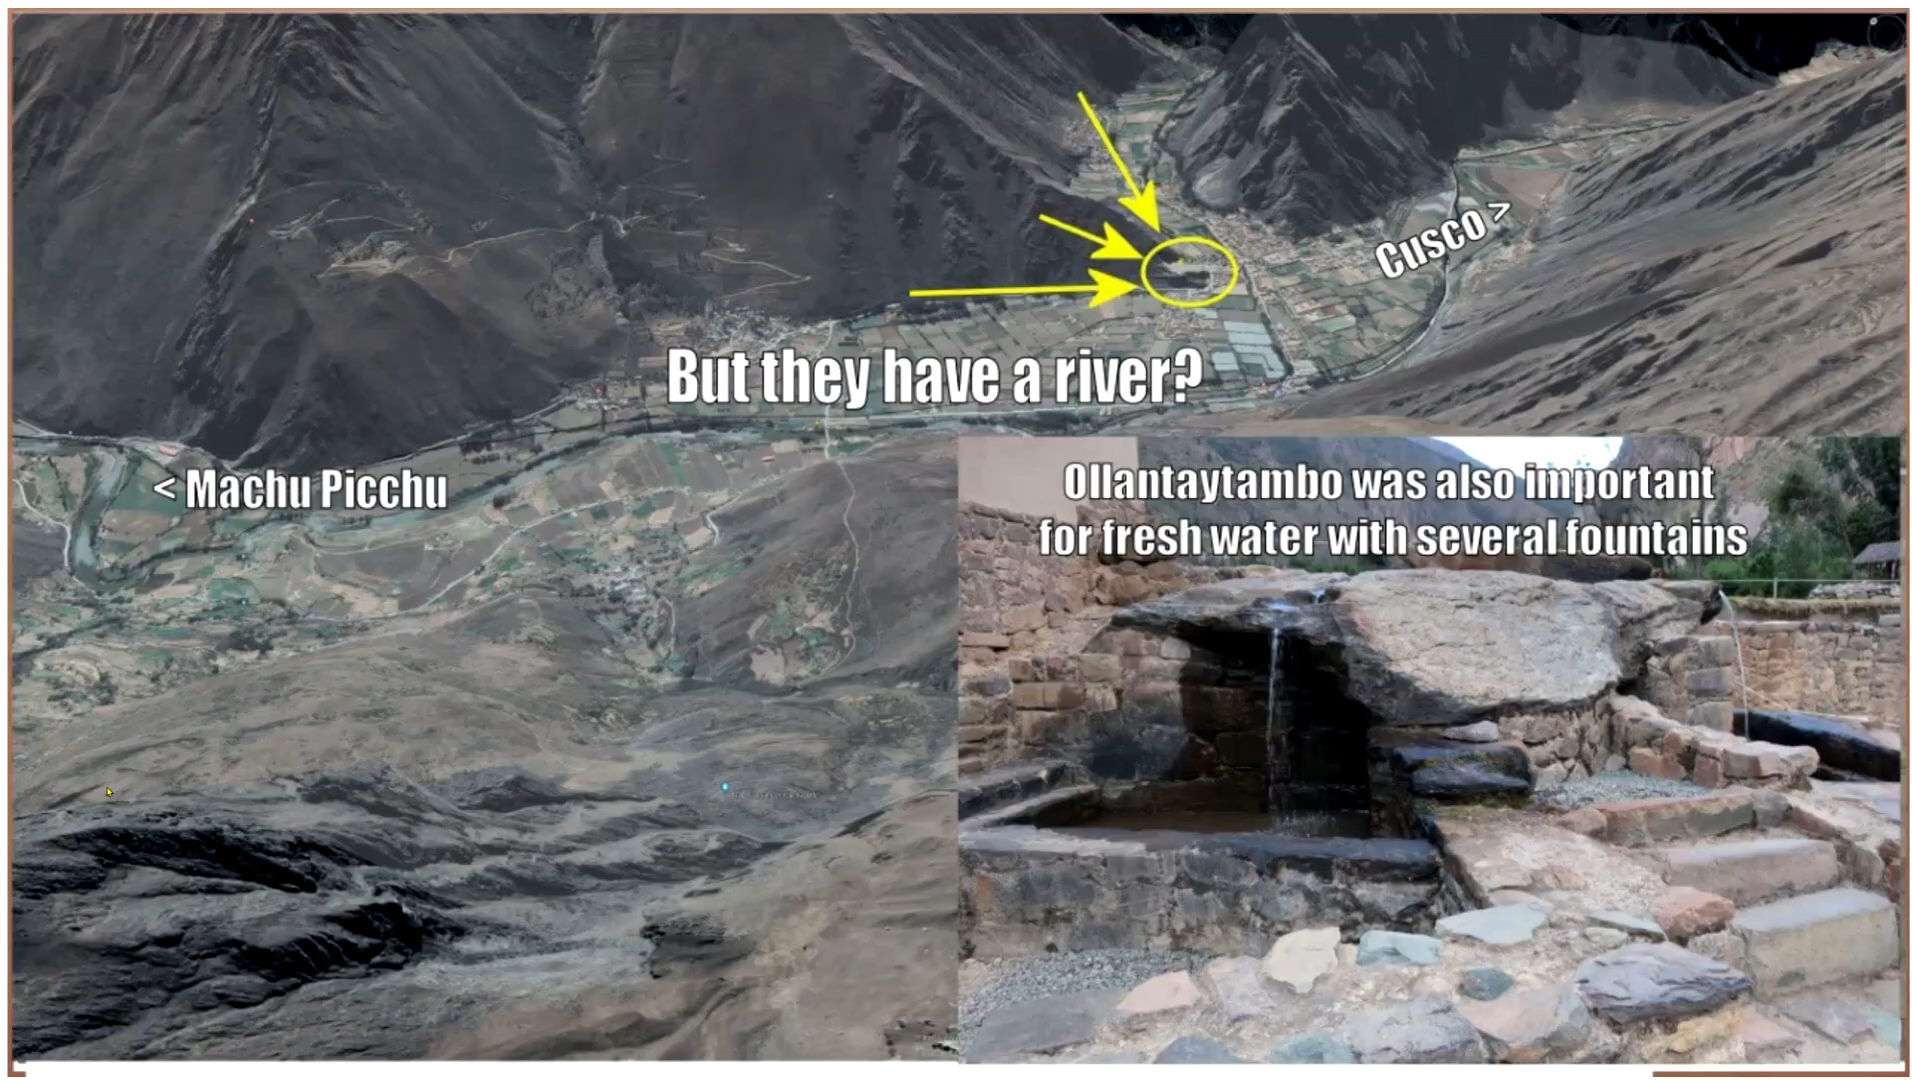 Cusco >
But they have a river?
< Machu Picchu
Ollantaytambo was also important
for fresh water with several fountains